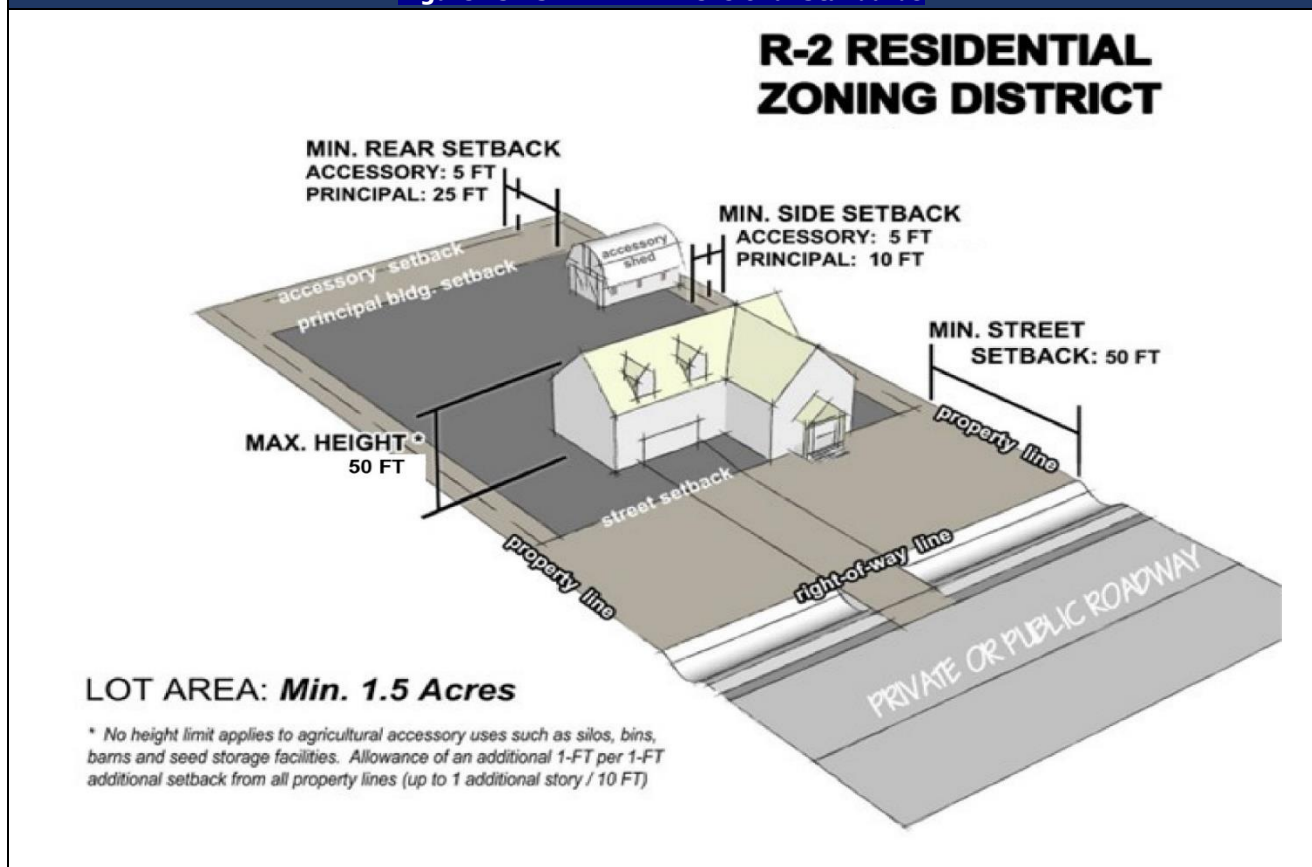 R-2 RESIDENTIAL
ZONING DISTRICT
MIN. REAR SETBACK
ACCESSORY: 5 FT
PRINCIPAL: 25 FT
MIN. SIDE SETBACK
ACCESSORY: 5 FT
PRINCIPAL: 10 FT
accessory
shed
accessory setback
principal bldg. setback
MIN. STREET
SETBACK: 50 FT
MAX. HEIGHT *
50 FT
property line
street setback
property line
right-of-way line
PRIVATE OR PUBLIC ROADWAY
LOT AREA: Min. 1.5 Acres
* No height limit applies to agricultural accessory uses such as silos, bins,
barns and seed storage facilities. Allowance of an additional 1-FT per 1-FT
additional setback from all property lines (up to 1 additional story / 10 FT)